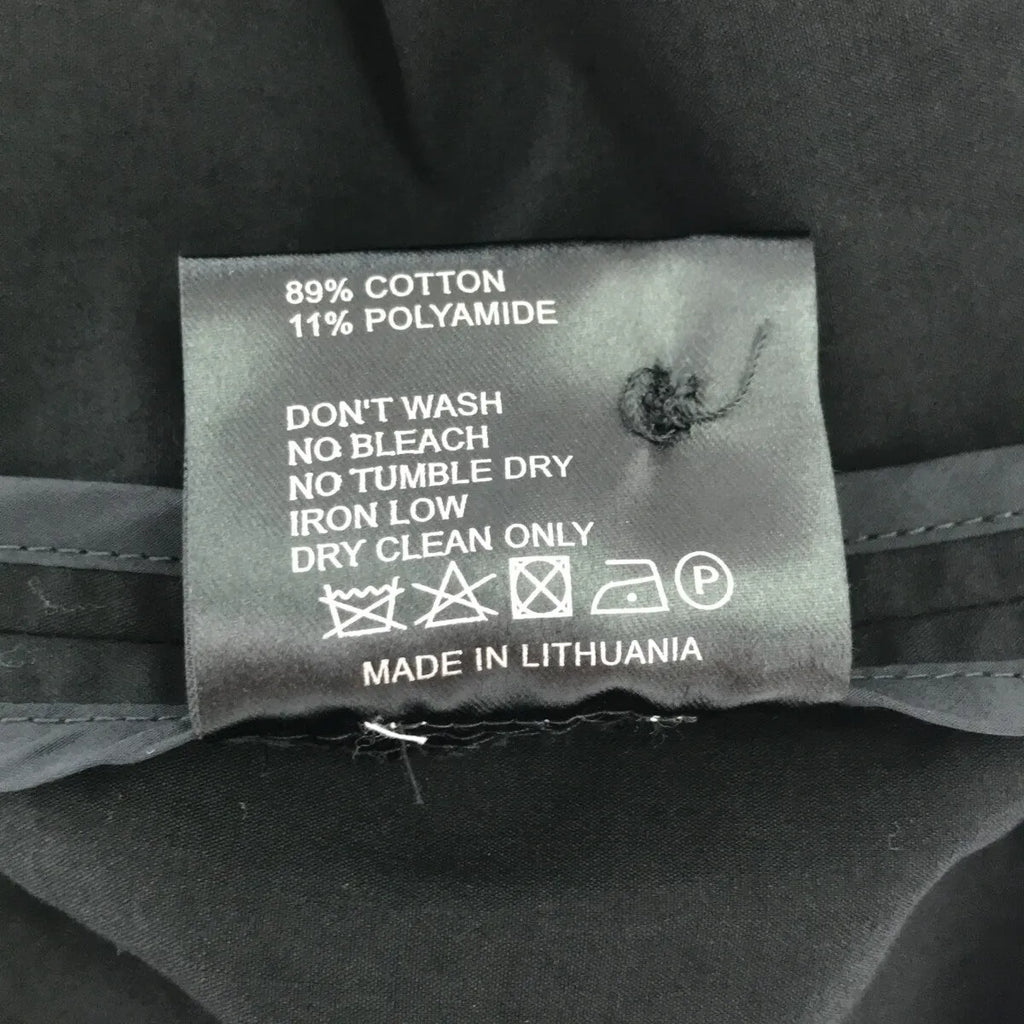 89% COTTON
11% POLYAMIDE
DON'T WASH
NO BLEACH
NO TUMBLE DRY
IRON LOW
DRY CLEAN ONLY
P
MADE IN LITHUANIA